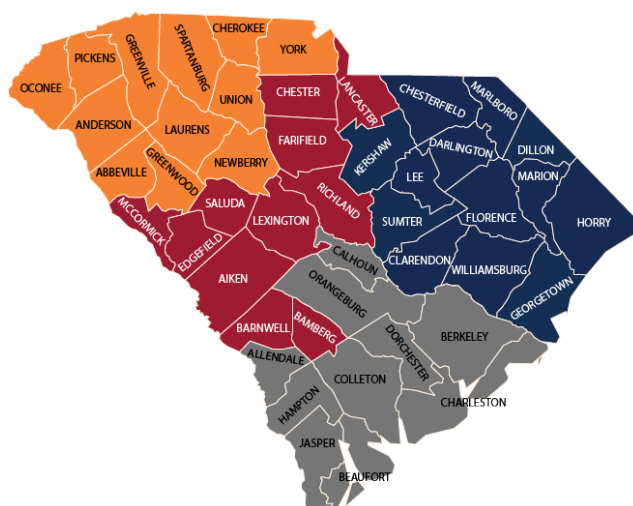 CHEROKEE
SPARTANBURG
GREENVILLE
YORK
PICKENS
OCONEE
UNION
CHESTER
LANCASTER
CHESTERFIELD
MARLBORO
ANDERSON
LAURENS
FARIFIELD
KERSHAW
DARLINGTON
DILLON
ABBEVILLE
GREENWOOD
NEWBERRY
LEE
MARION
MCCORMICK
SALUDA
RICHLAND
EDGEFIELD
LEXINGTON
SUMTER
FLORENCE
HORRY
CALHOUN
CLARENDON
WILLIAMSBURG
AIKEN
ORANGEBURG
GEORGETOWN
BARNWELL
BAMBERG
BERKELEY
ALLENDALE
DORCHESTER
COLLETON
HAMPTON
CHARLESTON
JASPER
BEAUFORT